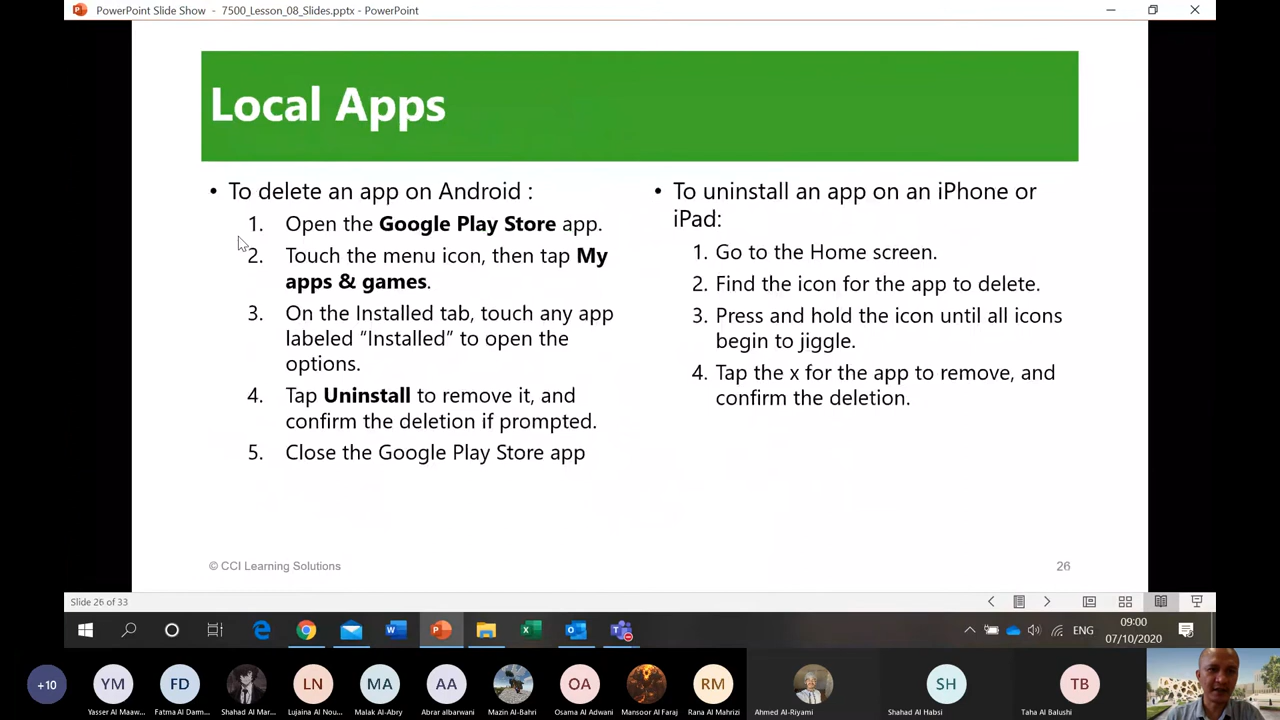 PowerPoint Slide Show - 7500_Lesson_08_Slides.pptx - PowerPoint
Local Apps
• To delete an app on Android :
1. Open the Google Play Store app.
2. Touch the menu icon, then tap My
apps & games.
3. On the Installed tab, touch any app
labeled “Installed” to open the
options.
4. Tap Uninstall to remove it, and
confirm the deletion if prompted.
5. Close the Google Play Store app
• To uninstall an app on an iPhone or
iPad:
1. Go to the Home screen.
2. Find the icon for the app to delete.
3. Press and hold the icon until all icons
begin to jiggle.
4. Tap the x for the app to remove, and
confirm the deletion.
© CCI Learning Solutions
26
Slide 26 of 33
ENG
09:00
07/10/2020
+10
YM
FD
LN
MA
AA
OA
RM
SH
TB
Yasser Al Maaw...
Fatma Al Darm...
Shahad Al Mar...
Lujaina Al Nou...
Malak Al-Abry
Abrar albarwani
Mazin Al-Bahri
Osama Al Adwani
Mansoor Al Faraj
Rana Al Mahrizi
Ahmed Al-Riyami
Shahad Al Habsi
Taha Al Balushi